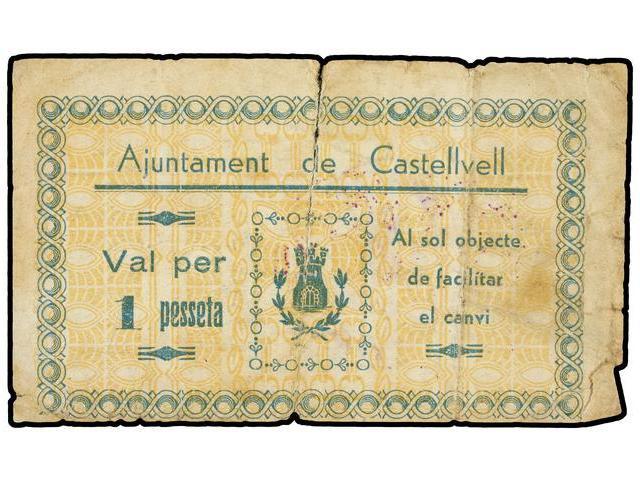 Ajuntament de Castellvell
Val per
1 pesseta
Al sol objecte.
de facilitar
el canvi